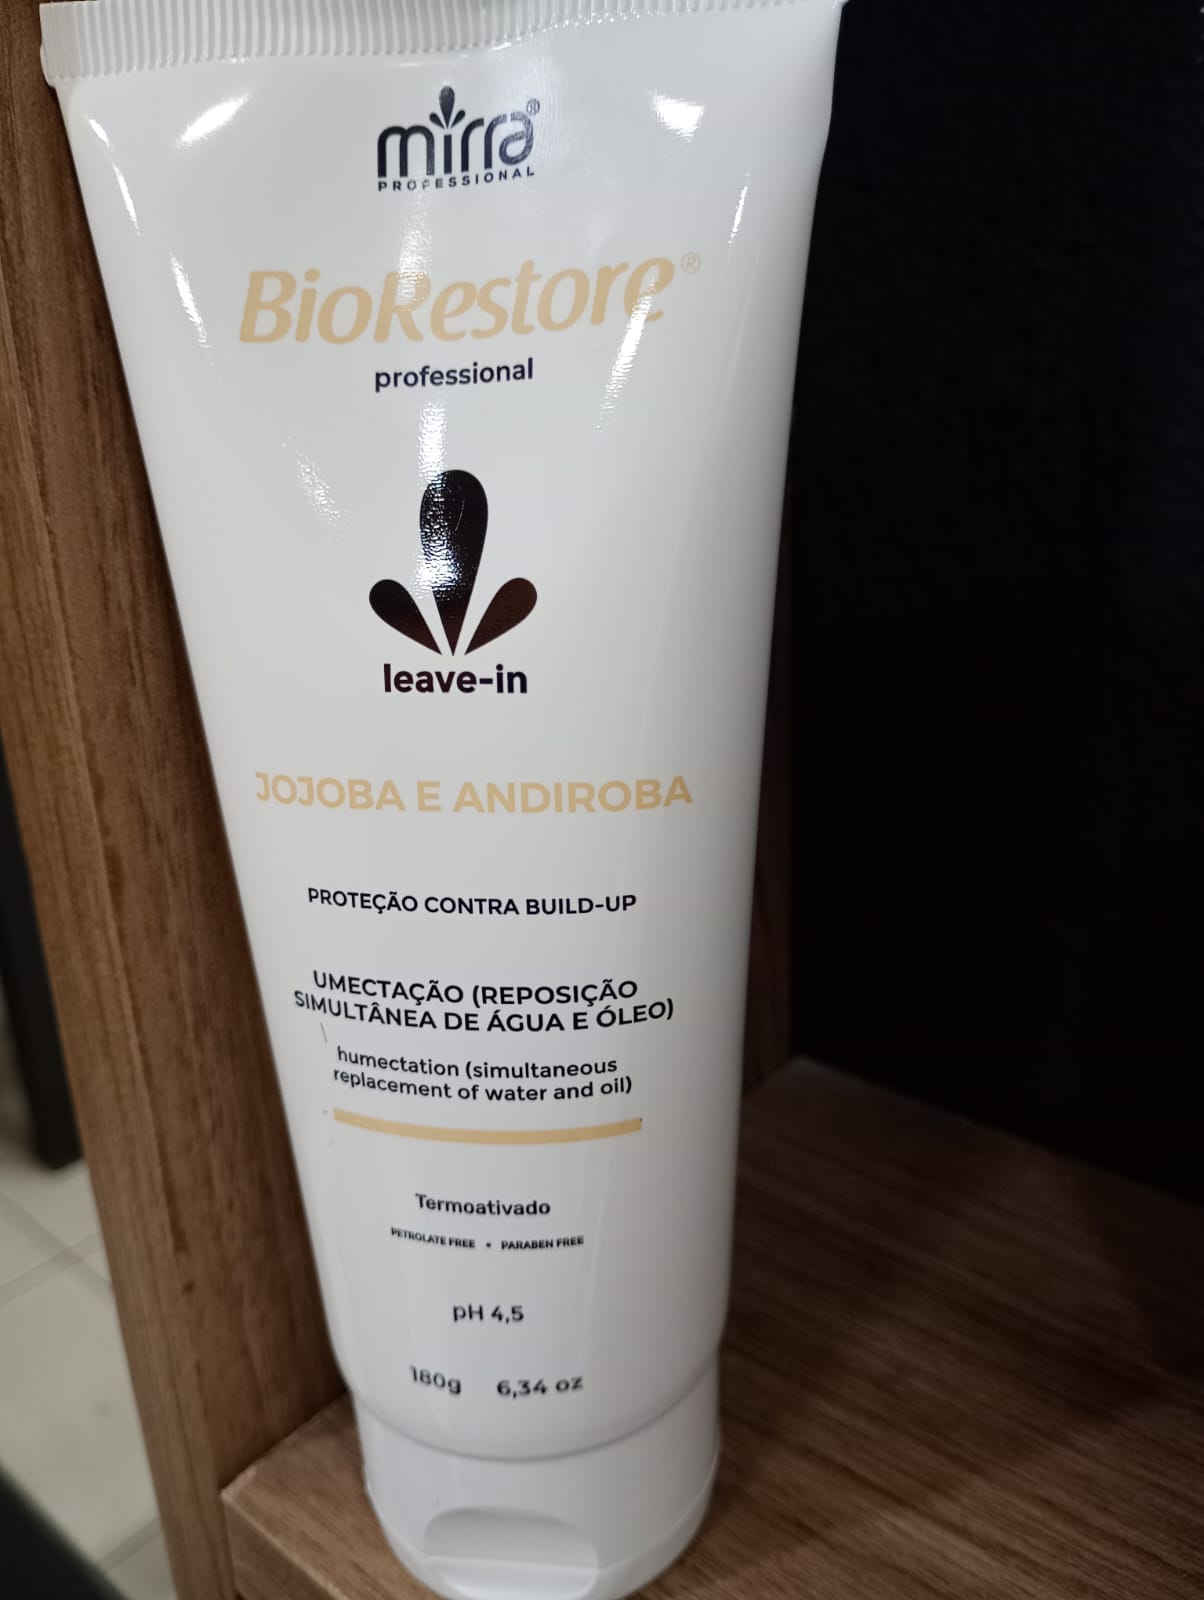 mirra®
PROFESSIONAL
BioRestore®
professional
leave-in
JOJOBA E ANDIROBA
PROTEÇÃO CONTRA BUILD-UP
UMECTAÇÃO (REPOSIÇÃO
SIMULTÂNEA DE ÁGUA E ÓLEO)
humectation (simultaneous
replacement of water and oil)
Termoativado
PETROLATE FREE • PARABEN FREE
pH 4,5
180g 6,34 oz